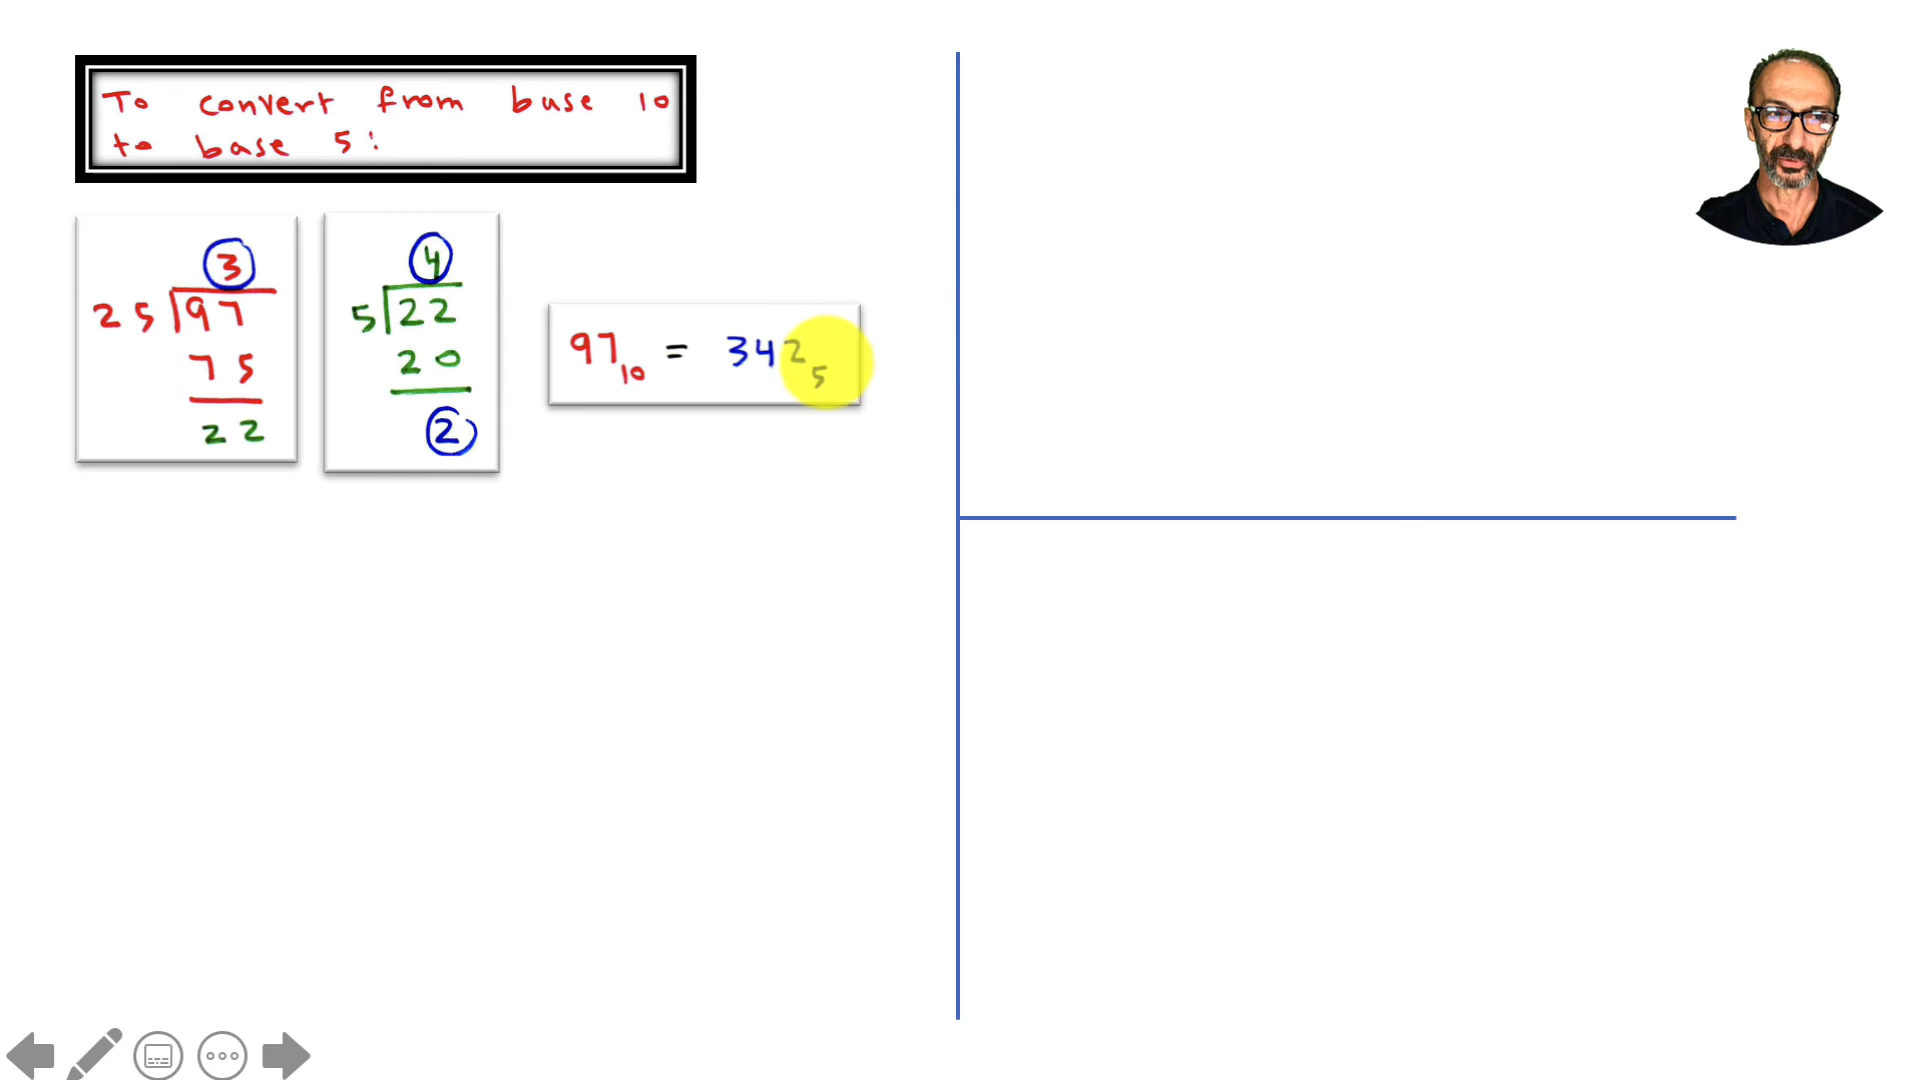 To convert from base 10
to base 5:
3
25 97
75
22
4
5 22
20
2
97₁₀ = 342₅